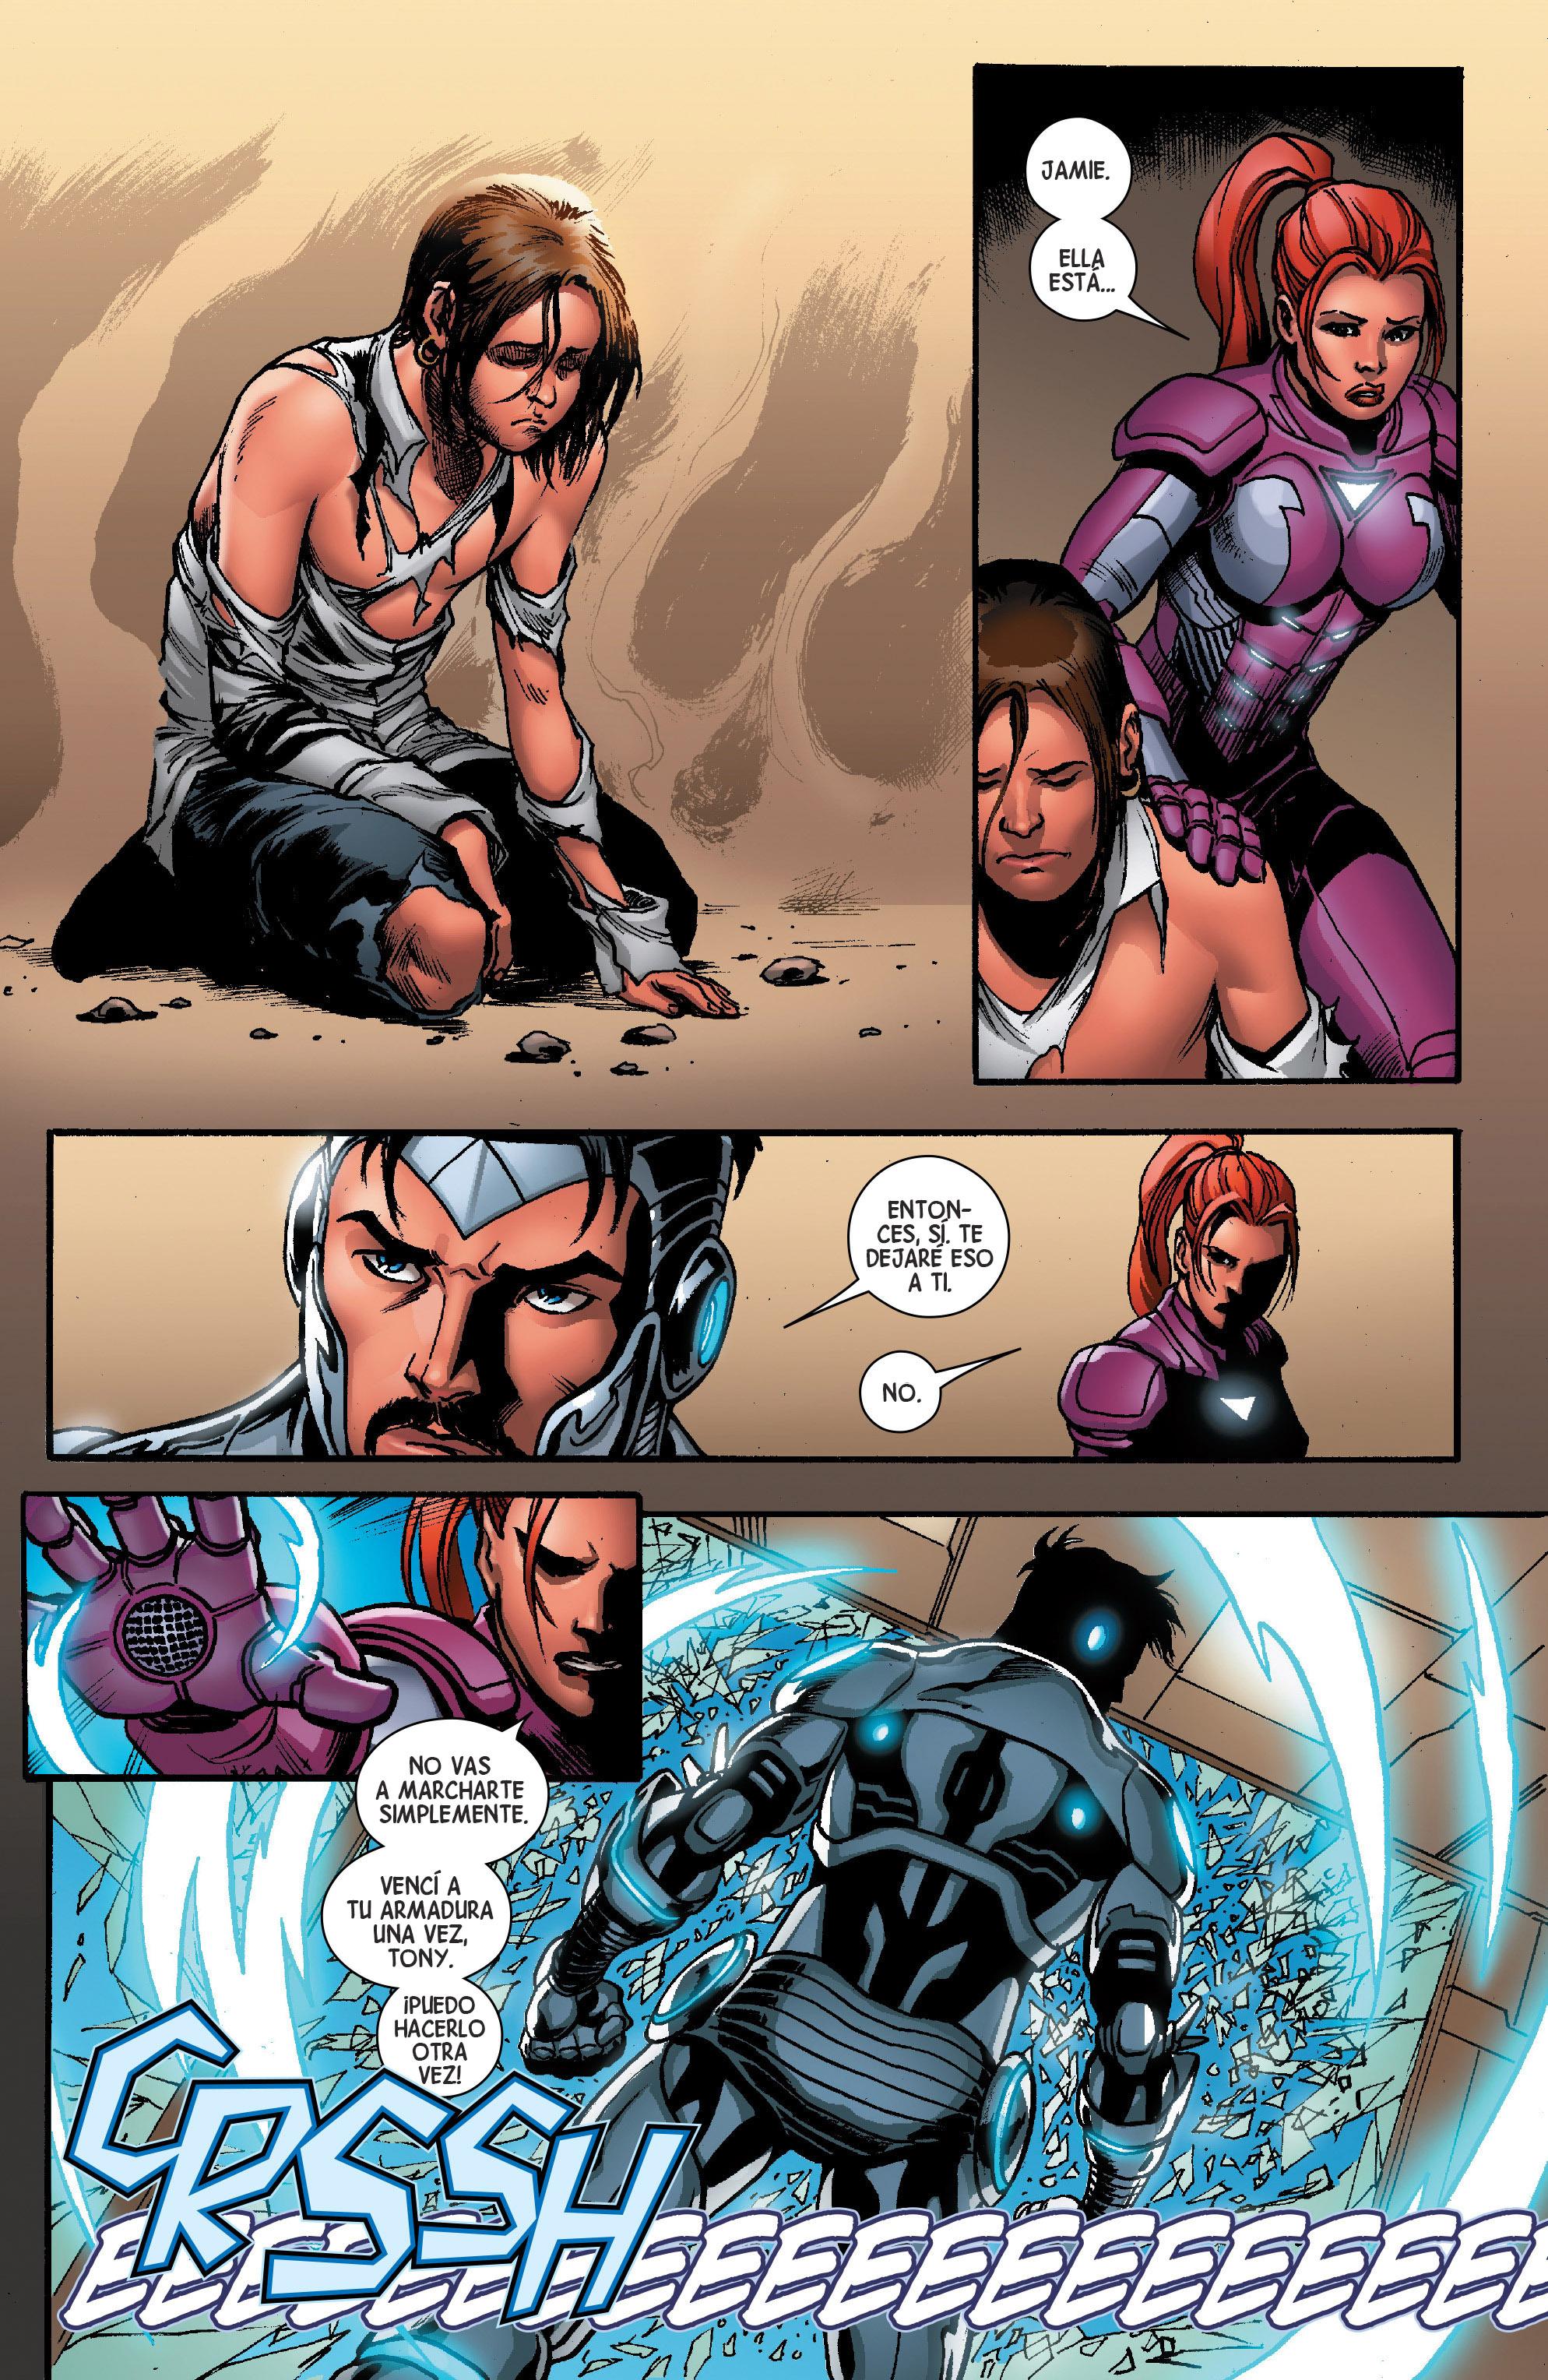 JAMIE.
ELLA
ESTÁ...
ENTON-
CES, SÍ. TE
DEJARÉ ESO
A TI.
NO.
NO VAS
A MARCHARTE
SIMPLEMENTE.
VENCÍ A
TU ARMADURA
UNA VEZ,
TONY.
¡PUEDO
HACERLO
OTRA
VEZ!
CRSSH
EEEEEEEEEEEEEEEEEEEE